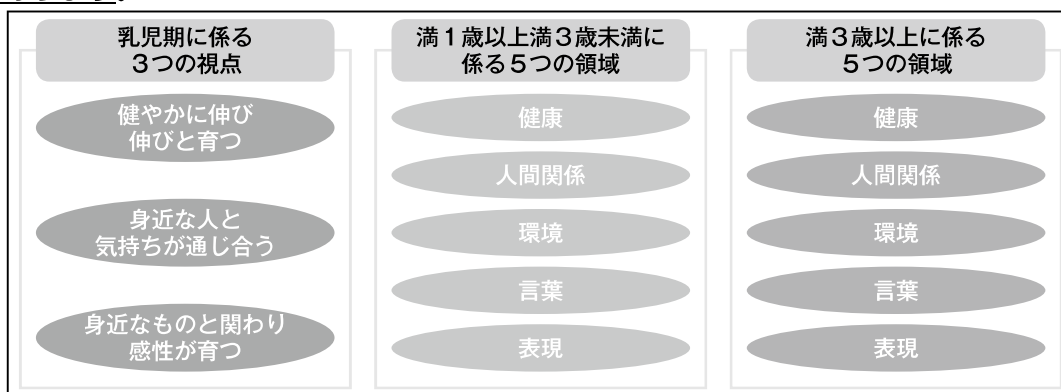 乳児期に係る
3つの視点
健やかに伸び
伸びと育つ
身近な人と
気持ちが通じ合う
身近なものと関わり
感性が育つ
満1歳以上満3歳未満に
係る5つの領域
健康
人間関係
環境
言葉
表現
満3歳以上に係る
5つの領域
健康
人間関係
環境
言葉
表現